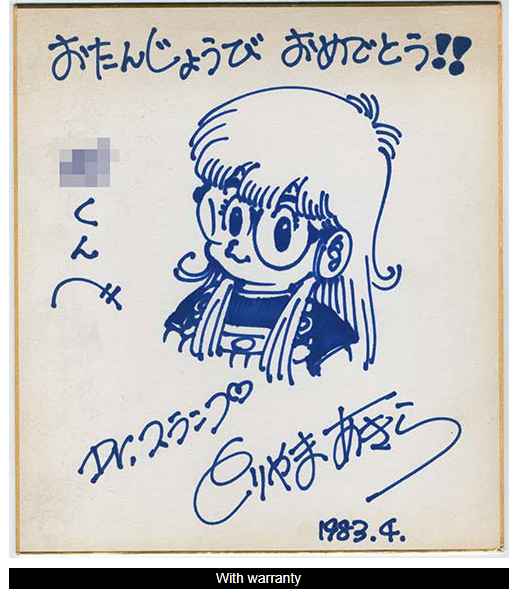 おたんじょうび おめでとう!!
くん
へ
Dr.スランプ♡
とりやまあきら
1983.4.
With warranty